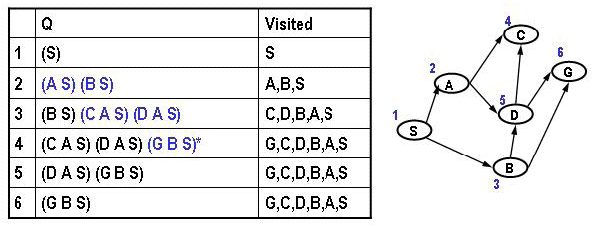 Q Visited
1 (S) S
2 (A S) (B S) A,B,S
3 (B S) (C A S) (D A S) C,D,B,A,S
4 (C A S) (D A S) (G B S)* G,C,D,B,A,S
5 (D A S) (G B S) G,C,D,B,A,S
6 (G B S) G,C,D,B,A,S
4
C
6
G
2
A
5
D
1
S
B
3